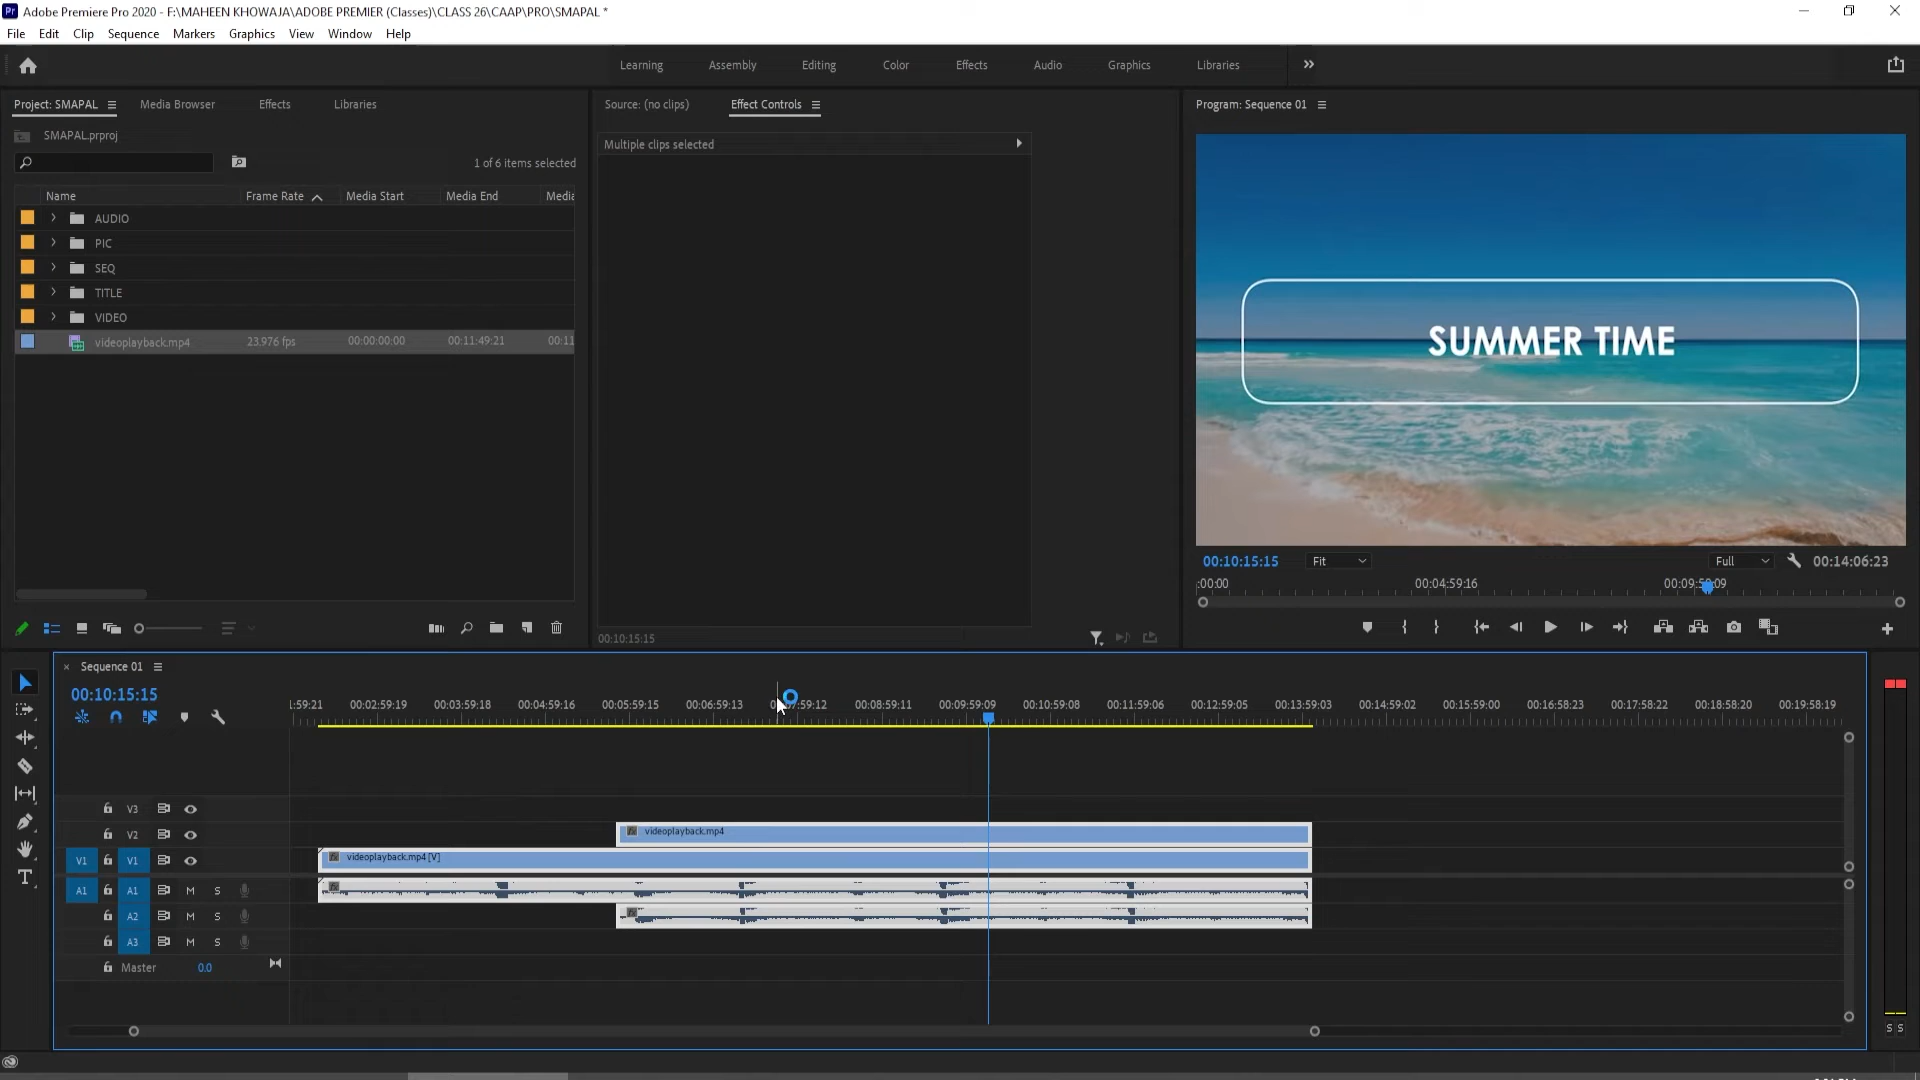 Adobe Premiere Pro 2020 - F:\MAHEEN KHOWAJA\ADOBE PREMIER (Classes)\CLASS 26\CAAP\PRO\SMAPAL *
File Edit Clip Sequence Markers Graphics View Window Help
Learning Assembly Editing Color Effects Audio Graphics Libraries
Project: SMAPAL Media Browser Effects Libraries
SMAPAL.prproj
1 of 6 items selected
Name Frame Rate Media Start Media End Media
AUDIO
PIC
SEQ
TITLE
VIDEO
videoplayback.mp4 23.976 fps 00:00:00:00 00:11:49:21 00:11
Source: (no clips) Effect Controls
Multiple clips selected
00:10:15:15
Program: Sequence 01
SUMMER TIME
00:10:15:15 Fit Full 00:14:06:23
:00:00 00:04:59:16
Sequence 01
00:10:15:15
:59:21 00:02:59:19 00:03:59:18 00:04:59:16 00:05:59:15 00:06:59:13 00:08:59:11 00:09:59:09 00:10:59:08 00:11:59:06 00:12:59:05 00:13:59:03 00:14:59:02 00:15:59:00 00:16:58:23 00:17:58:22 00:18:58:20 00:19:58:19
V3
V2 videoplayback.mp4
V1 V1 videoplayback.mp4 [V]
A1 A1 M S
A2 M S
A3 M S
Master 0.0
S S